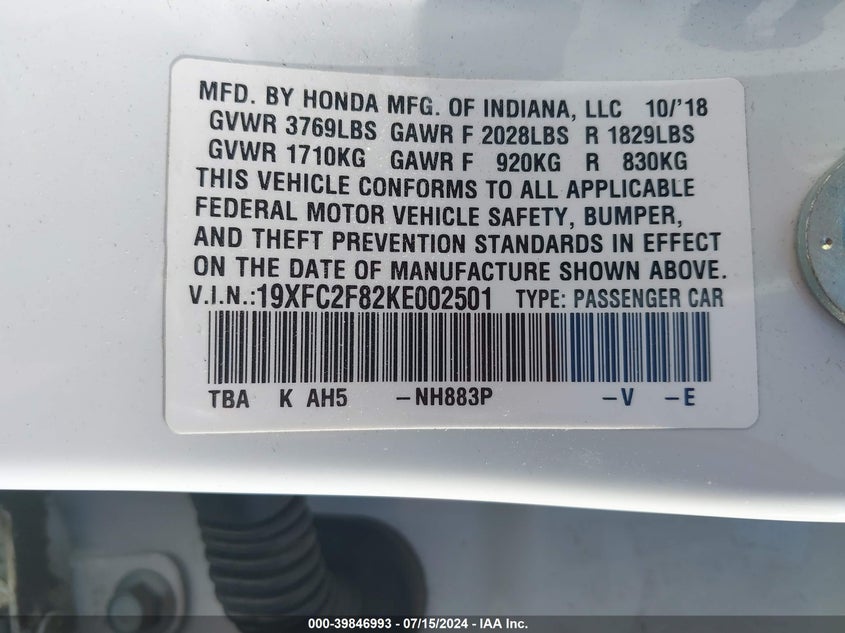 MFD. BY HONDA MFG. OF INDIANA, LLC 10/'18
GVWR 3769LBS GAWR F 2028LBS R 1829LBS
GVWR 1710KG GAWR F 920KG R 830KG
THIS VEHICLE CONFORMS TO ALL APPLICABLE
FEDERAL MOTOR VEHICLE SAFETY, BUMPER,
AND THEFT PREVENTION STANDARDS IN EFFECT
ON THE DATE OF MANUFACTURE SHOWN ABOVE.
V.I.N.:19XFC2F82KE002501 TYPE: PASSENGER CAR
TBA K AH5 -NH883P -V -E
000-39846993 - 07/15/2024 - IAA Inc.